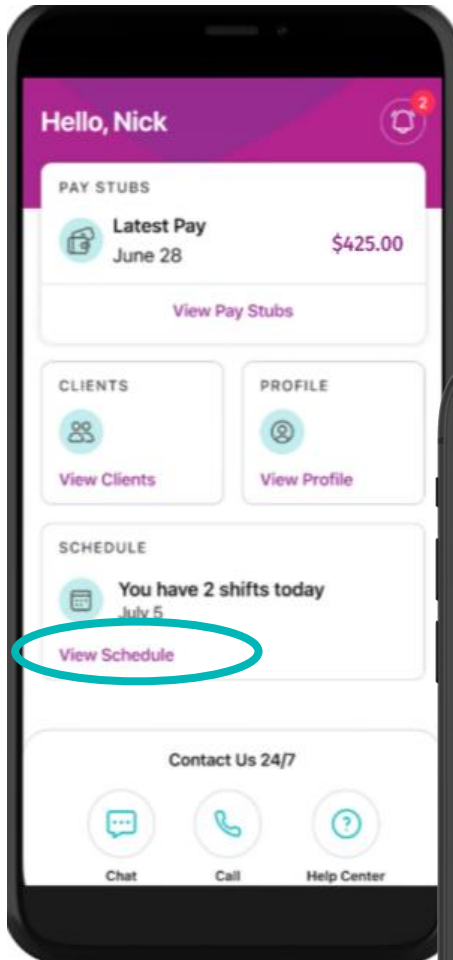 Hello, Nick
2
PAY STUBS
Latest Pay
June 28
$425.00
View Pay Stubs
CLIENTS
PROFILE
View Clients
View Profile
SCHEDULE
You have 2 shifts today
July 5
View Schedule
Contact Us 24/7
Chat
Call
Help Center